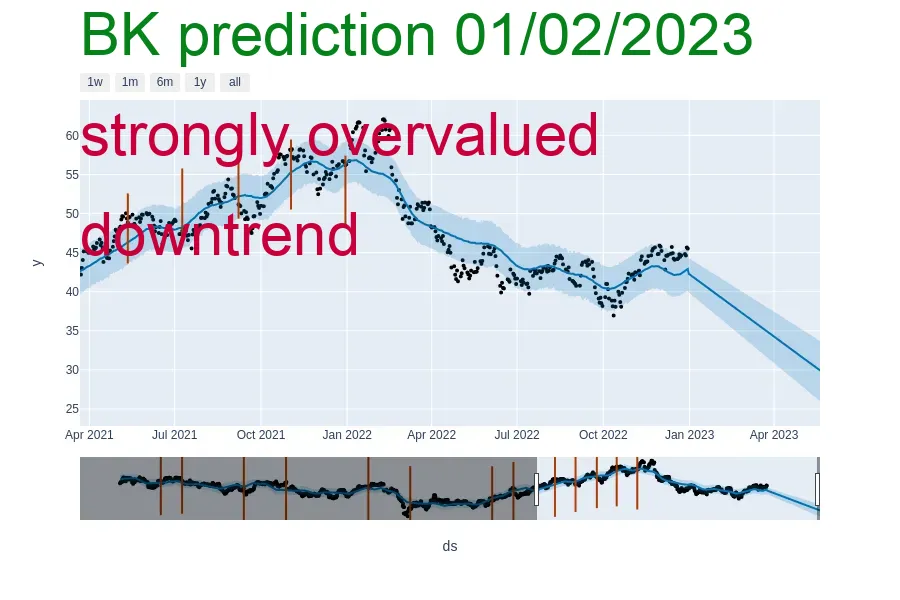 BK prediction 01/02/2023
1w 1m 6m 1y all
strongly overvalued
downtrend
60
55
50
45
40
35
30
25
y
Apr 2021 Jul 2021 Oct 2021 Jan 2022 Apr 2022 Jul 2022 Oct 2022 Jan 2023 Apr 2023
ds